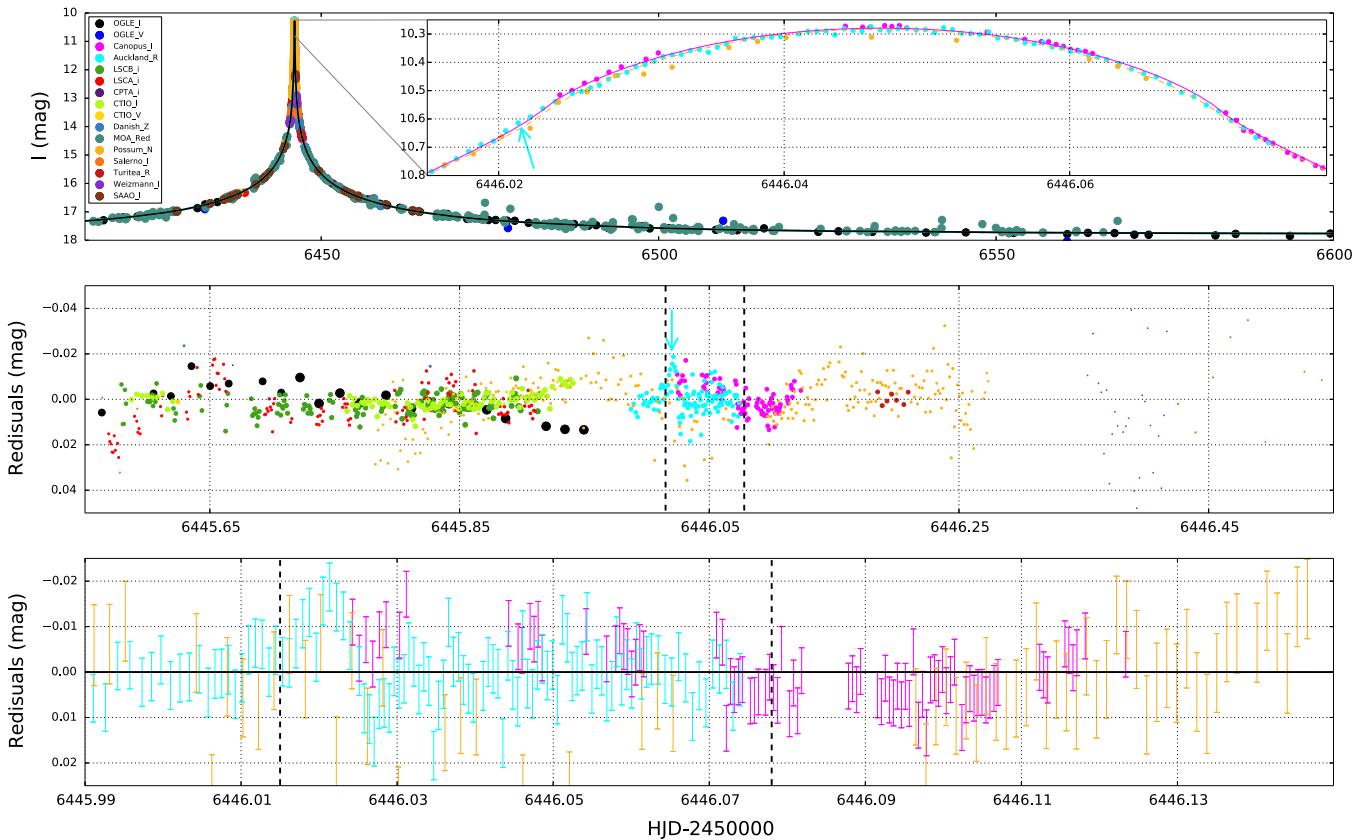 I (mag)
10
11
12
13
14
15
16
17
18
OGLE_I
OGLE_V
Canopus_I
Auckland_R
LSCB_i
LSCA_i
CPTA_i
CTIO_I
CTIO_V
Danish_Z
MOA_Red
Possum_N
Salerno_I
Turitea_R
Weizmann_I
SAAO_I
10.3
10.4
10.5
10.6
10.7
10.8
6446.02 6446.04 6446.06
6450 6500 6550 6600
Redisuals (mag)
−0.04
−0.02
0.00
0.02
0.04
6445.65 6445.85 6446.05 6446.25 6446.45
Redisuals (mag)
−0.02
−0.01
0.00
0.01
0.02
6445.99 6446.01 6446.03 6446.05 6446.07 6446.09 6446.11 6446.13
HJD-2450000